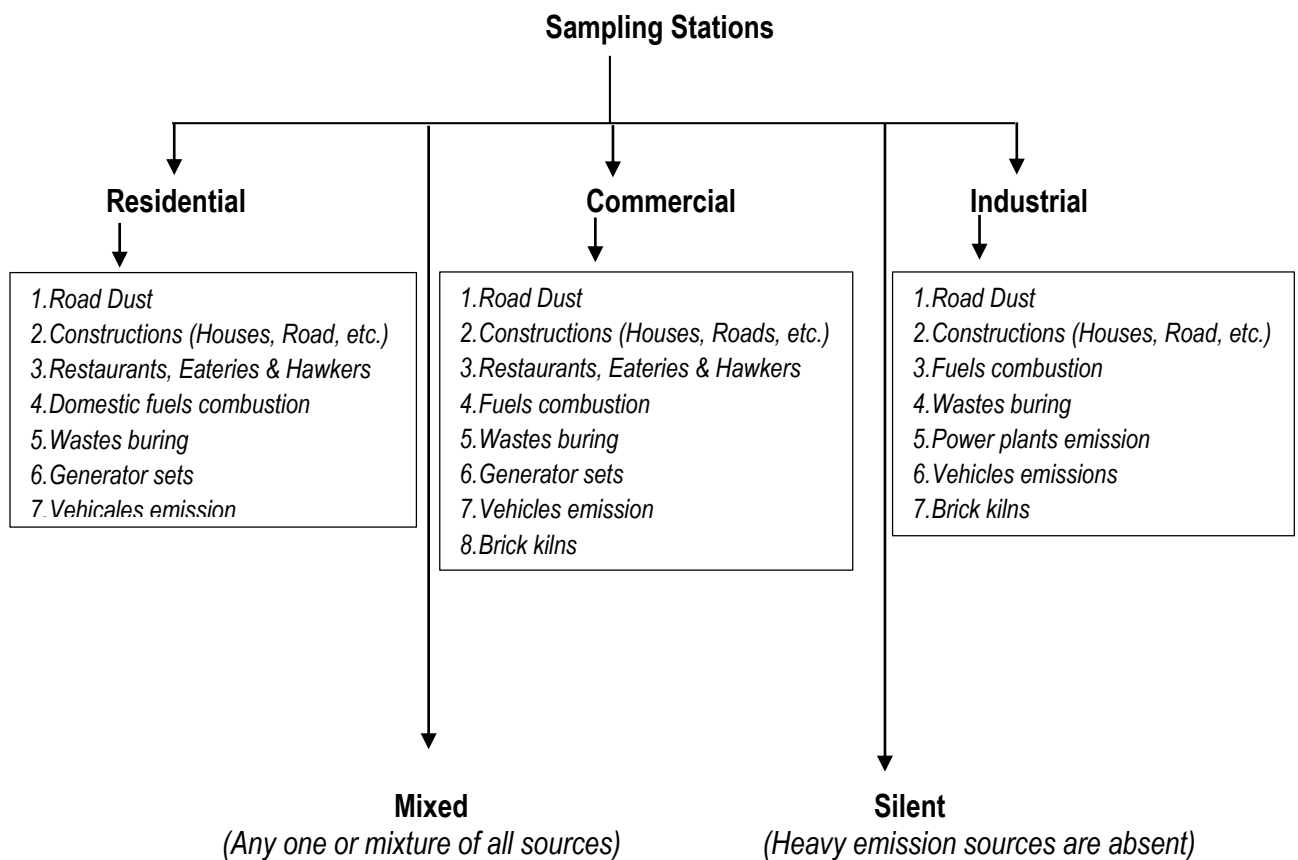 Sampling Stations
Residential
1.Road Dust
2.Constructions (Houses, Road, etc.)
3.Restaurants, Eateries & Hawkers
4.Domestic fuels combustion
5.Wastes buring
6.Generator sets
7.Vehicales emission
Commercial
1.Road Dust
2.Constructions (Houses, Roads, etc.)
3.Restaurants, Eateries & Hawkers
4.Fuels combustion
5.Wastes buring
6.Generator sets
7.Vehicles emission
8.Brick kilns
Industrial
1.Road Dust
2.Constructions (Houses, Road, etc.)
3.Fuels combustion
4.Wastes buring
5.Power plants emission
6.Vehicles emissions
7.Brick kilns
Mixed
(Any one or mixture of all sources)
Silent
(Heavy emission sources are absent)